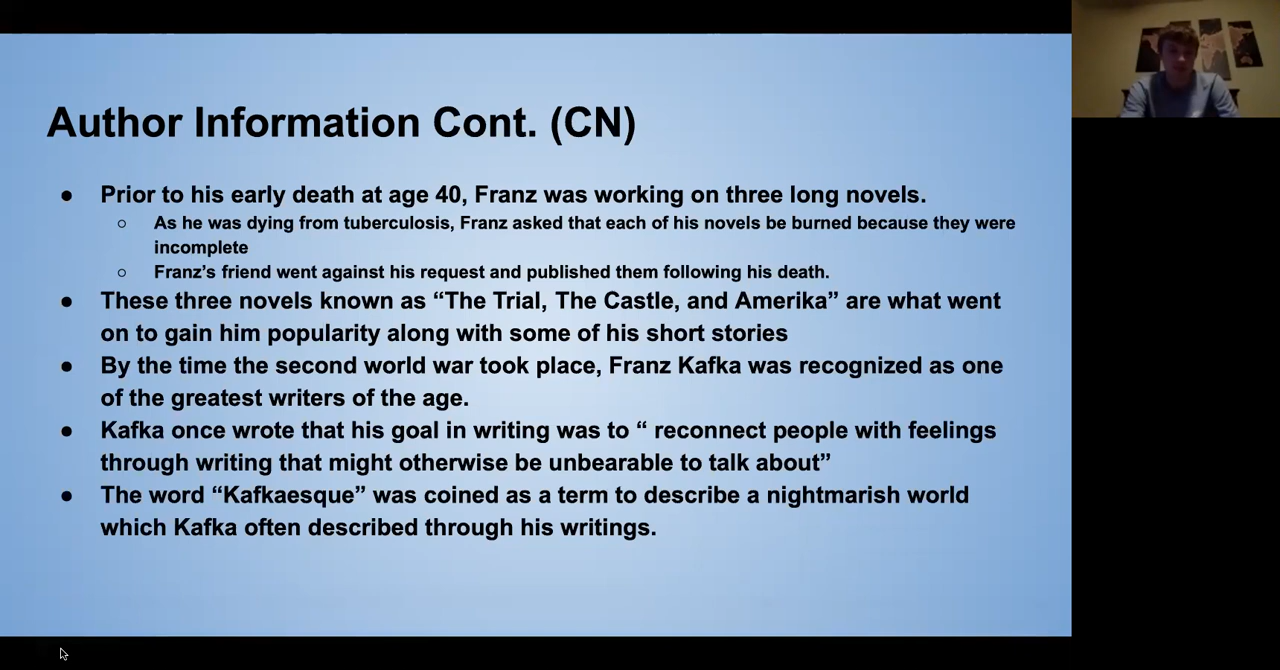 Author Information Cont. (CN)
● Prior to his early death at age 40, Franz was working on three long novels.
○ As he was dying from tuberculosis, Franz asked that each of his novels be burned because they were
incomplete
○ Franz’s friend went against his request and published them following his death.
● These three novels known as “The Trial, The Castle, and Amerika” are what went
on to gain him popularity along with some of his short stories
● By the time the second world war took place, Franz Kafka was recognized as one
of the greatest writers of the age.
● Kafka once wrote that his goal in writing was to “ reconnect people with feelings
through writing that might otherwise be unbearable to talk about”
● The word “Kafkaesque” was coined as a term to describe a nightmarish world
which Kafka often described through his writings.